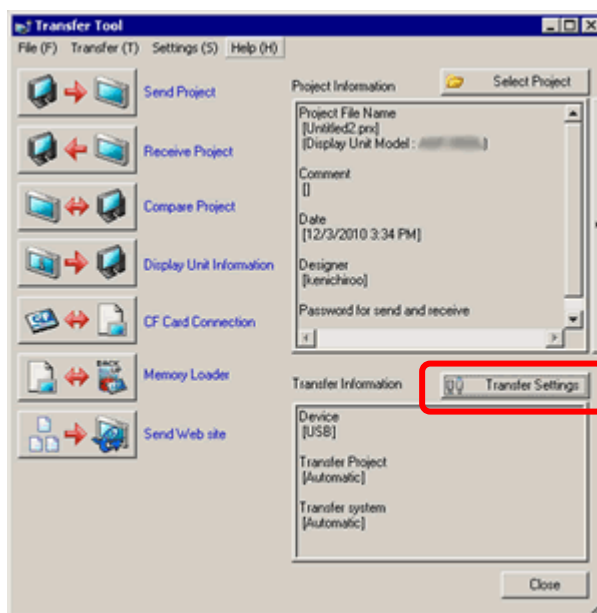 Transfer Tool
File (F) Transfer (T) Settings (S) Help (H)
Send Project
Receive Project
Compare Project
Display Unit Information
CF Card Connection
Memory Loader
BACK UP
Send Web site
Project Information
Select Project
Project File Name
[Untitled2.prx]
(Display Unit Model : )
Comment
[]
Date
[12/3/2010 3:34 PM]
Designer
[kenichiroo]
Password for send and receive
Transfer Information
Transfer Settings
Device
[USB]
Transfer Project
[Automatic]
Transfer system
[Automatic]
Close